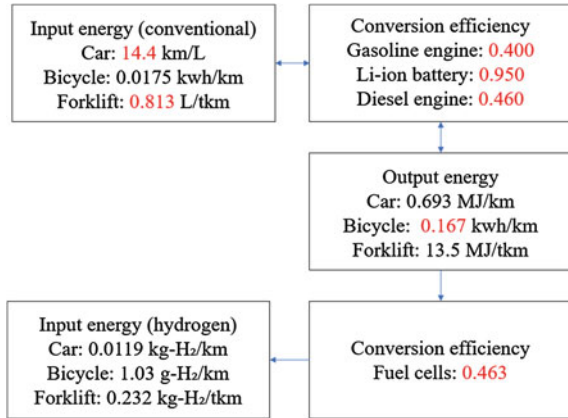 Input energy (conventional)
Car: 14.4 km/L
Bicycle: 0.0175 kwh/km
Forklift: 0.813 L/tkm
Conversion efficiency
Gasoline engine: 0.400
Li-ion battery: 0.950
Diesel engine: 0.460
Output energy
Car: 0.693 MJ/km
Bicycle: 0.167 kwh/km
Forklift: 13.5 MJ/tkm
Input energy (hydrogen)
Car: 0.0119 kg-H₂/km
Bicycle: 1.03 g-H₂/km
Forklift: 0.232 kg-H₂/tkm
Conversion efficiency
Fuel cells: 0.463